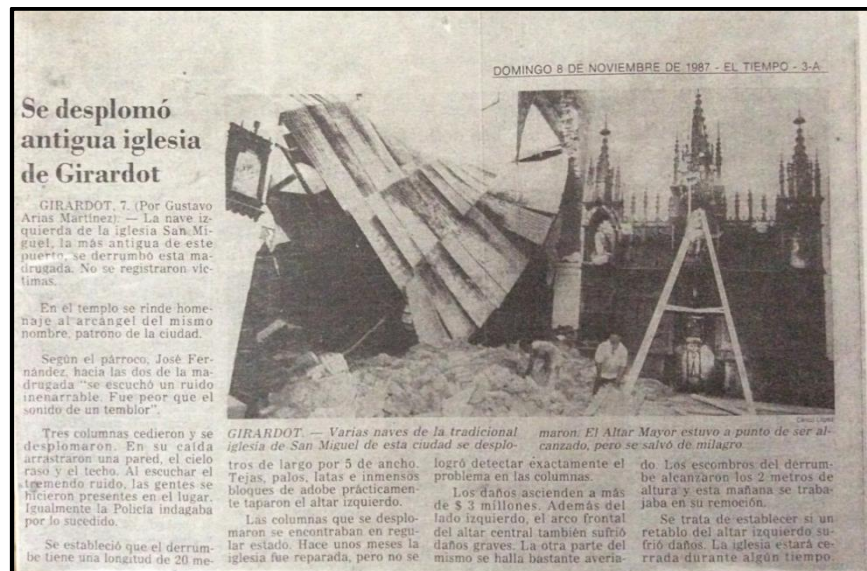 DOMINGO 8 DE NOVIEMBRE DE 1987 - EL TIEMPO - 3-A
Se desplomó
antigua iglesia
de Girardot
GIRARDOT, 7. (Por Gustavo
Arias Martínez). — La nave iz-
quierda de la iglesia San Mi-
guel, la más antigua de este
puerto, se derrumbó esta ma-
drugada. No se registraron víc-
timas.
En el templo se rinde home-
naje al arcángel del mismo
nombre, patrono de la ciudad.
Según el párroco, José Fer-
nández, hacia las dos de la ma-
drugada "se escuchó un ruido
inenarrable. Fue peor que el
sonido de un temblor".
Tres columnas cedieron y se
desplomaron. En su caída
arrastraron una pared, el cielo
raso y el techo. Al escuchar el
tremendo ruido, las gentes se
hicieron presentes en el lugar.
Igualmente la Policía indagaba
por lo sucedido.
Se estableció que el derrum-
be tiene una longitud de 20 me-
GIRARDOT. — Varias naves de la tradicional
iglesia de San Miguel de esta ciudad se desplo-
maron. El Altar Mayor estuvo a punto de ser al-
canzado, pero se salvó de milagro
tros de largo por 5 de ancho.
Tejas, palos, latas e inmensos
bloques de adobe prácticamen-
te taparon el altar izquierdo.
Las columnas que se desplo-
maron se encontraban en regu-
lar estado. Hace unos meses la
iglesia fue reparada, pero no se
logró detectar exactamente el
problema en las columnas.
Los daños ascienden a más
de $ 3 millones. Además del
lado izquierdo, el arco frontal
del altar central también sufrió
daños graves. La otra parte del
mismo se halla bastante averia-
do. Los escombros del derrum-
be alcanzaron los 2 metros de
altura y esta mañana se traba-
jaba en su remoción.
Se trata de establecer si un
retablo del altar izquierdo su-
frió daños. La iglesia estará ce-
rrada durante algún tiempo.